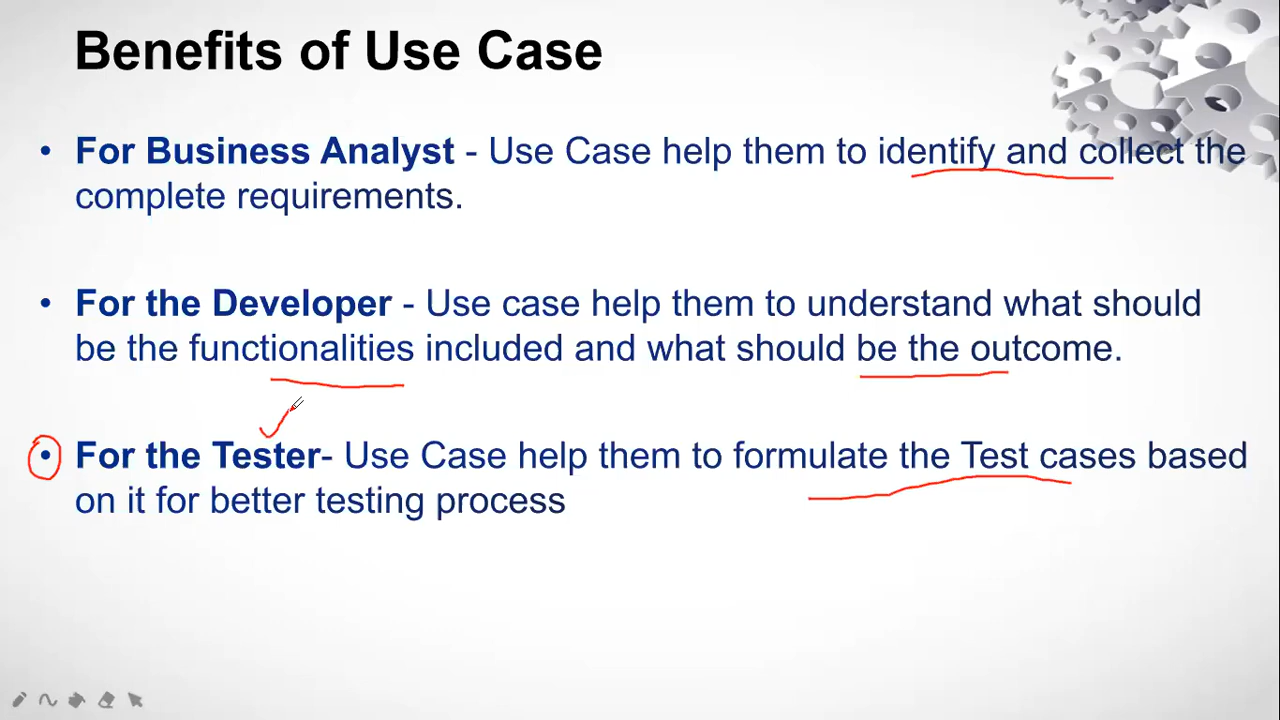 Benefits of Use Case
• For Business Analyst - Use Case help them to identify and collect the
complete requirements.
• For the Developer - Use case help them to understand what should
be the functionalities included and what should be the outcome.
• For the Tester- Use Case help them to formulate the Test cases based
on it for better testing process